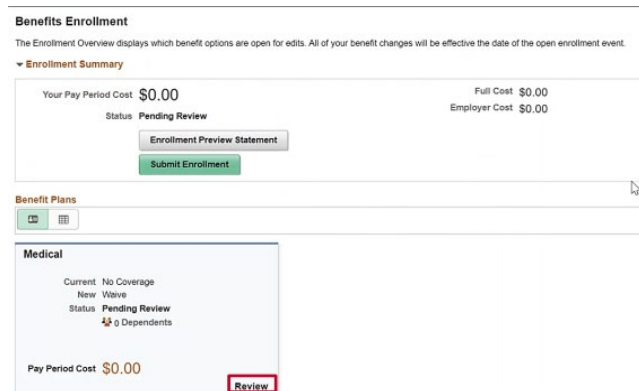 Benefits Enrollment
The Enrollment Overview displays which benefit options are open for edits. All of your benefit changes will be effective the date of the open enrollment event.
Enrollment Summary
Your Pay Period Cost $0.00
Full Cost $0.00
Status Pending Review
Employer Cost $0.00
Enrollment Preview Statement
Submit Enrollment
Benefit Plans
Medical
Current No Coverage
New Waive
Status Pending Review
0 Dependents
Pay Period Cost $0.00
Review